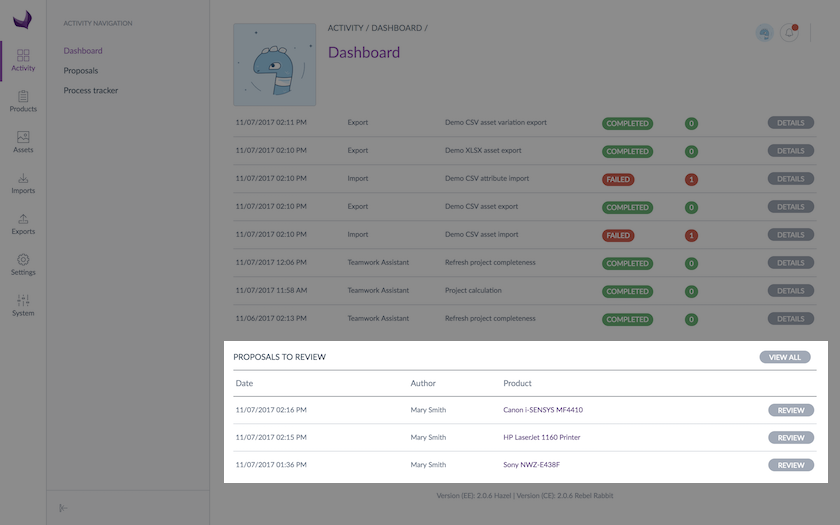 ACTIVITY NAVIGATION
Dashboard
Proposals
Process tracker
Activity
Products
Assets
Imports
Exports
Settings
System
ACTIVITY / DASHBOARD /
Dashboard
11/07/2017 02:11 PM Export Demo CSV asset variation export COMPLETED 0 DETAILS
11/07/2017 02:10 PM Export Demo XLSX asset export COMPLETED 0 DETAILS
11/07/2017 02:10 PM Import Demo CSV attribute import FAILED 1 DETAILS
11/07/2017 02:10 PM Export Demo CSV asset export COMPLETED 0 DETAILS
11/07/2017 02:10 PM Import Demo CSV asset import FAILED 1 DETAILS
11/07/2017 12:06 PM Teamwork Assistant Refresh project completeness COMPLETED 0 DETAILS
11/07/2017 11:58 AM Teamwork Assistant Project calculation COMPLETED 0 DETAILS
11/06/2017 02:13 PM Teamwork Assistant Refresh project completeness COMPLETED 0 DETAILS
PROPOSALS TO REVIEW VIEW ALL
Date Author Product
11/07/2017 02:16 PM Mary Smith Canon i-SENSYS MF4410 REVIEW
11/07/2017 02:15 PM Mary Smith HP LaserJet 1160 Printer REVIEW
11/07/2017 01:36 PM Mary Smith Sony NWZ-E438F REVIEW
Version (EE): 2.0.6 Hazel | Version (CE): 2.0.6 Rebel Rabbit